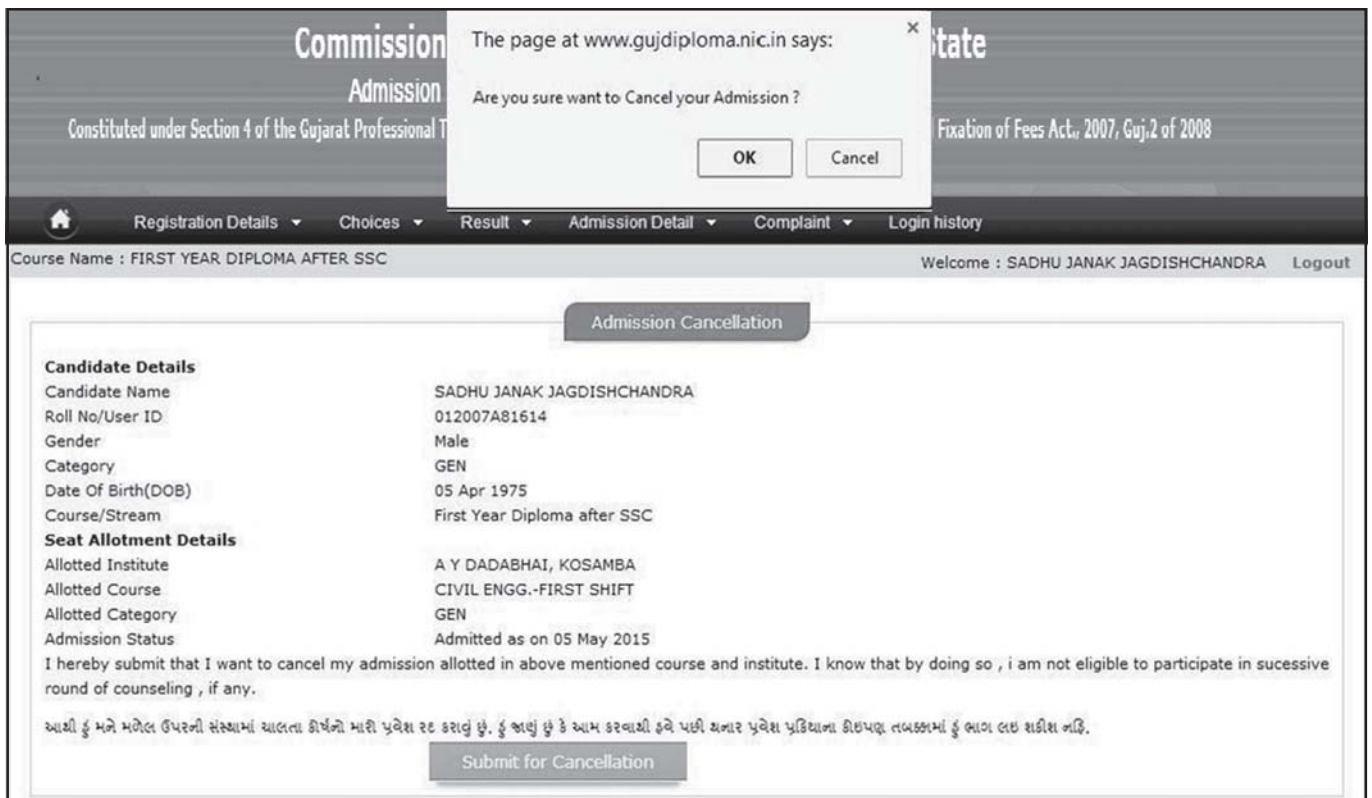 Commission
State
The page at www.gujdiploma.nic.in says: ×
Admission
Are you sure want to Cancel your Admission ?
Constituted under Section 4 of the Gujarat Professional T
Fixation of Fees Act., 2007, Guj.2 of 2008
OK Cancel
Registration Details Choices Result Admission Detail Complaint Login history
Course Name : FIRST YEAR DIPLOMA AFTER SSC Welcome : SADHU JANAK JAGDISHCHANDRA Logout
Admission Cancellation
Candidate Details
Candidate Name SADHU JANAK JAGDISHCHANDRA
Roll No/User ID 012007A81614
Gender Male
Category GEN
Date Of Birth(DOB) 05 Apr 1975
Course/Stream First Year Diploma after SSC
Seat Allotment Details
Allotted Institute A Y DADABHAI, KOSAMBA
Allotted Course CIVIL ENGG.-FIRST SHIFT
Allotted Category GEN
Admission Status Admitted as on 05 May 2015
I hereby submit that I want to cancel my admission allotted in above mentioned course and institute. I know that by doing so , i am not eligible to participate in sucessive
round of counseling , if any.
આથી હું મને મળેલ ઉપરની સંસ્થામાં ચાલતા કોર્ષનો મારો પ્રવેશ રદ કરાવું છું. હું જાણું છું કે આમ કરવાથી હવે પછી થનાર પ્રવેશ પ્રક્રિયાના કોઇપણ તબક્કામાં હું ભાગ લઇ શકીશ નહિ.
Submit for Cancellation